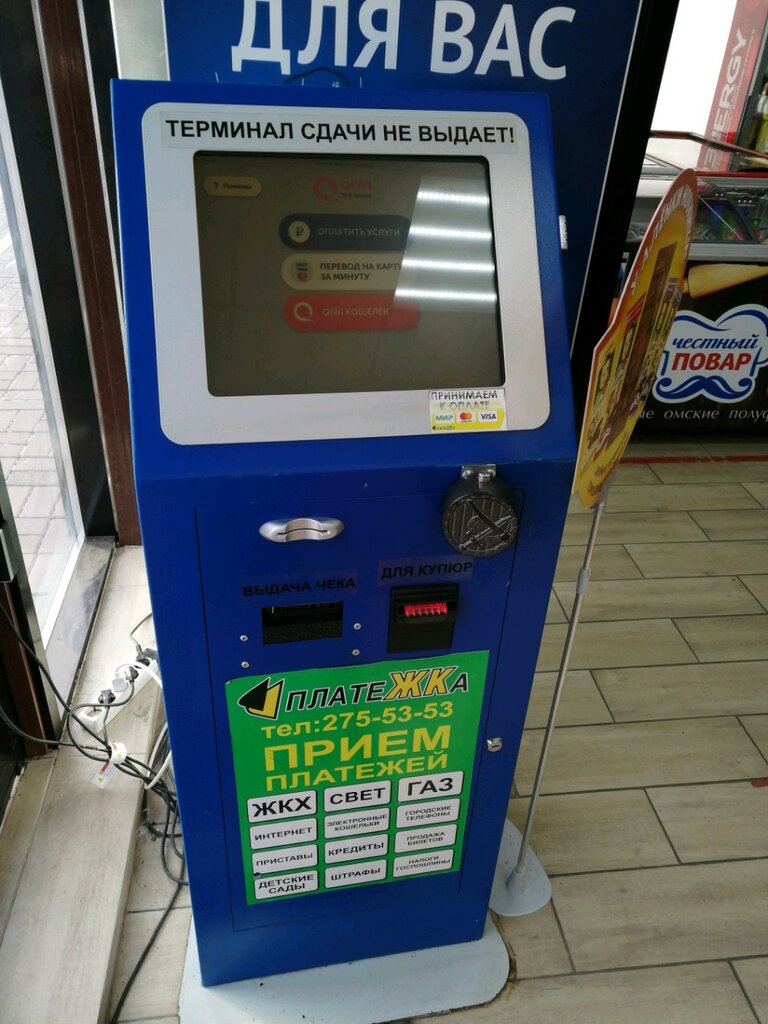 ДЛЯ ВАС
ТЕРМИНАЛ СДАЧИ НЕ ВЫДАЕТ!
? Помощь
QIWI
ОПЛАТИТЬ УСЛУГИ
ПЕРЕВОД НА КАРТУ
ЗА МИНУТУ
QIWI КОШЕЛЕК
ПРИНИМАЕМ
К ОПЛАТЕ
МИР
VISA
ВЫДАЧА ЧЕКА
ДЛЯ КУПЮР
ПЛАТЕЖКА
тел:275-53-53
ПРИЕМ
ПЛАТЕЖЕЙ
ЖКХ
СВЕТ
ГАЗ
ИНТЕРНЕТ
ЭЛЕКТРОННЫЕ
КОШЕЛЬКИ
ГОРОДСКИЕ
ТЕЛЕФОНЫ
ПРИСТАВЫ
КРЕДИТЫ
ПРОДАЖА
БИЛЕТОВ
ДЕТСКИЕ
САДЫ
ШТРАФЫ
НАЛОГИ
ГОСПОШЛИНЫ
NERGY
честный
ПОВАР
омские